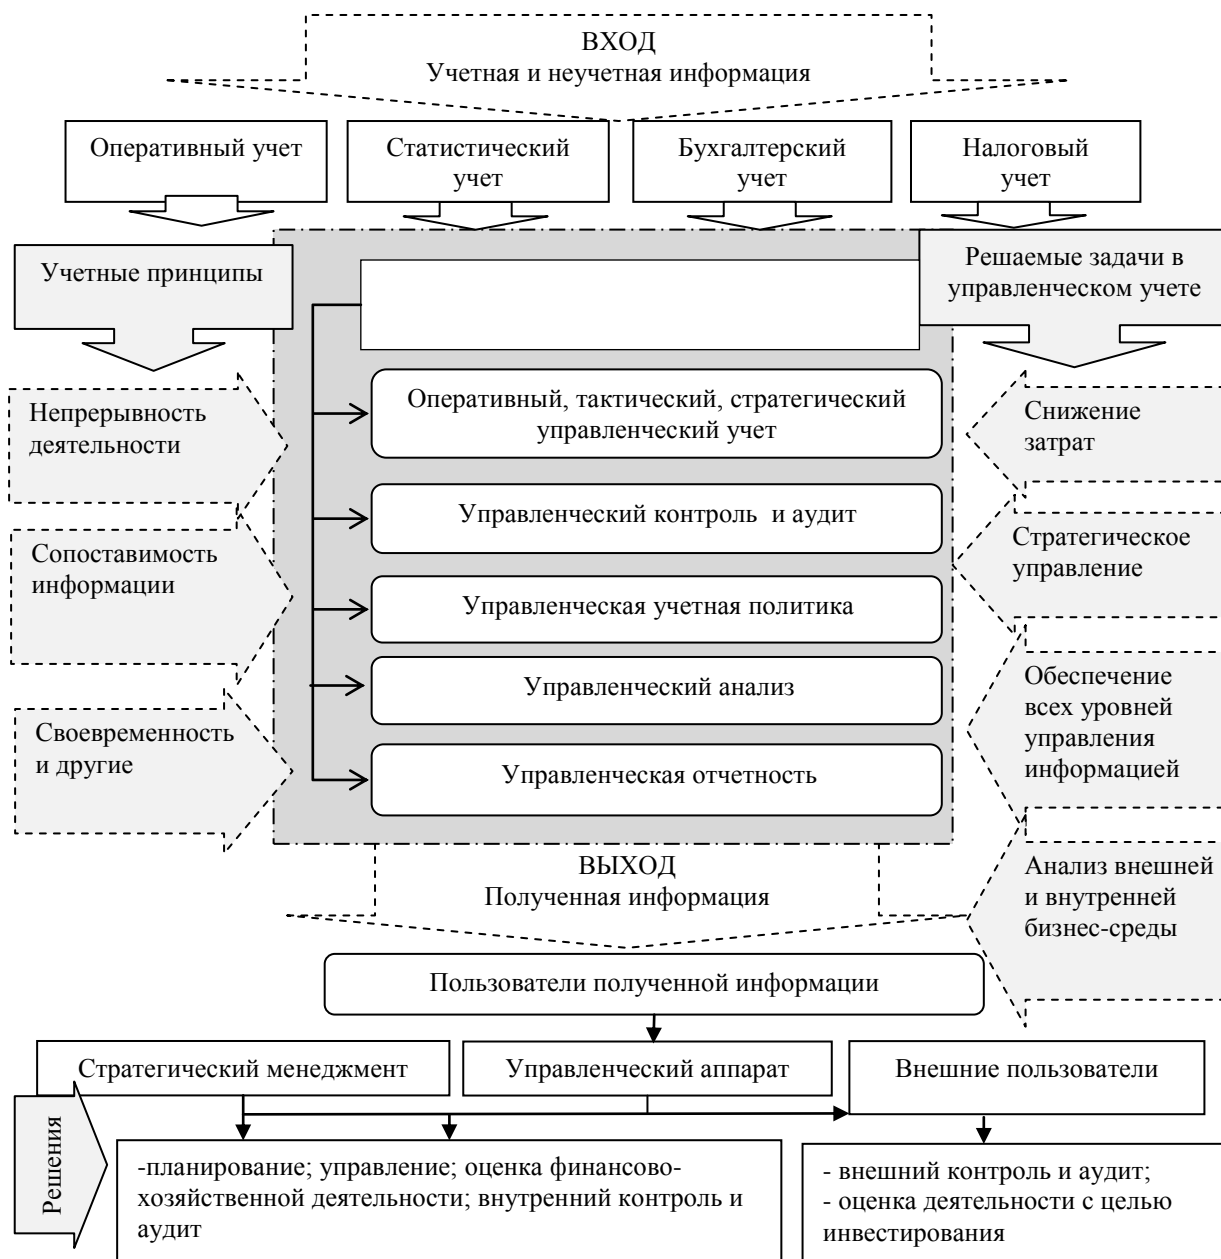 ВХОД
Учетная и неучетная информация
Оперативный учет
Статистический
учет
Бухгалтерский
учет
Налоговый
учет
Учетные принципы
Решаемые задачи в
управленческом учете
Непрерывность
деятельности
Сопоставимость
информации
Своевременность
и другие
Оперативный, тактический, стратегический
управленческий учет
Управленческий контроль и аудит
Управленческая учетная политика
Управленческий анализ
Управленческая отчетность
Снижение
затрат
Стратегическое
управление
Обеспечение
всех уровней
управления
информацией
Анализ внешней
и внутренней
бизнес-среды
ВЫХОД
Полученная информация
Пользователи полученной информации
Стратегический менеджмент
Управленческий аппарат
Внешние пользователи
Решения
-планирование; управление; оценка финансово-
хозяйственной деятельности; внутренний контроль и
аудит
- внешний контроль и аудит;
- оценка деятельности с целью
инвестирования